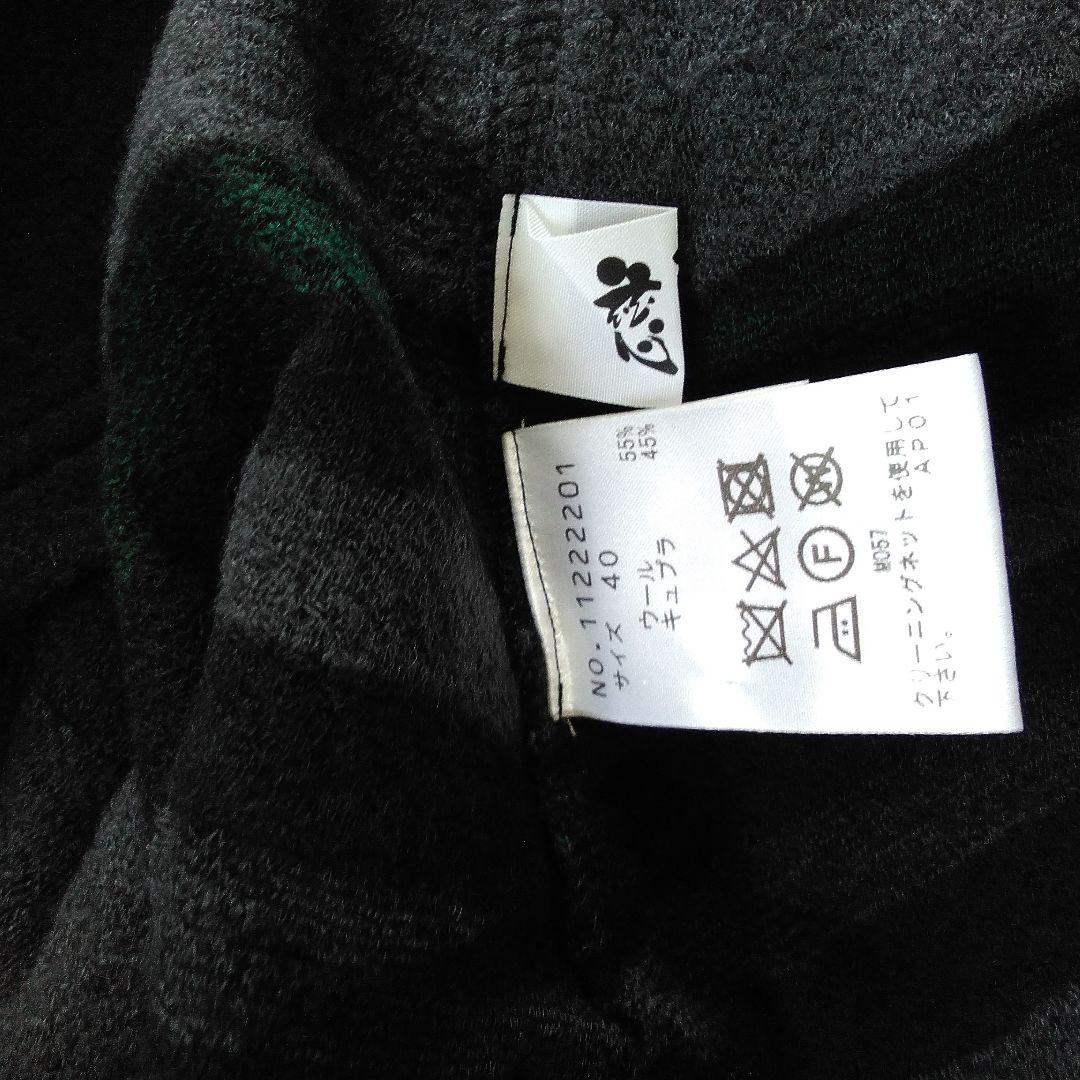 NO.11222201
サイズ 40
ウール 55%
キュプラ 45%
F
W
M057
クリーニングネットを使用して
下さい。 AP01